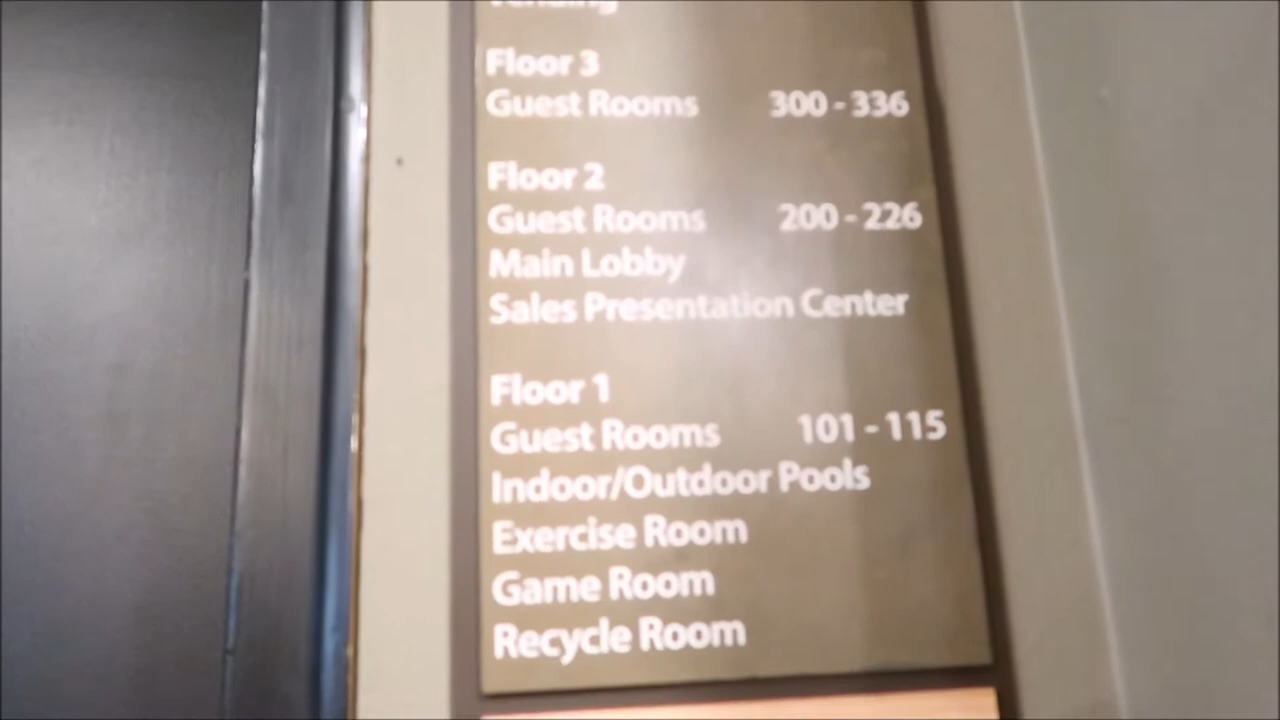 Vending
Floor 3
Guest Rooms 300 - 336
Floor 2
Guest Rooms 200 - 226
Main Lobby
Sales Presentation Center
Floor 1
Guest Rooms 101 - 115
Indoor/Outdoor Pools
Exercise Room
Game Room
Recycle Room